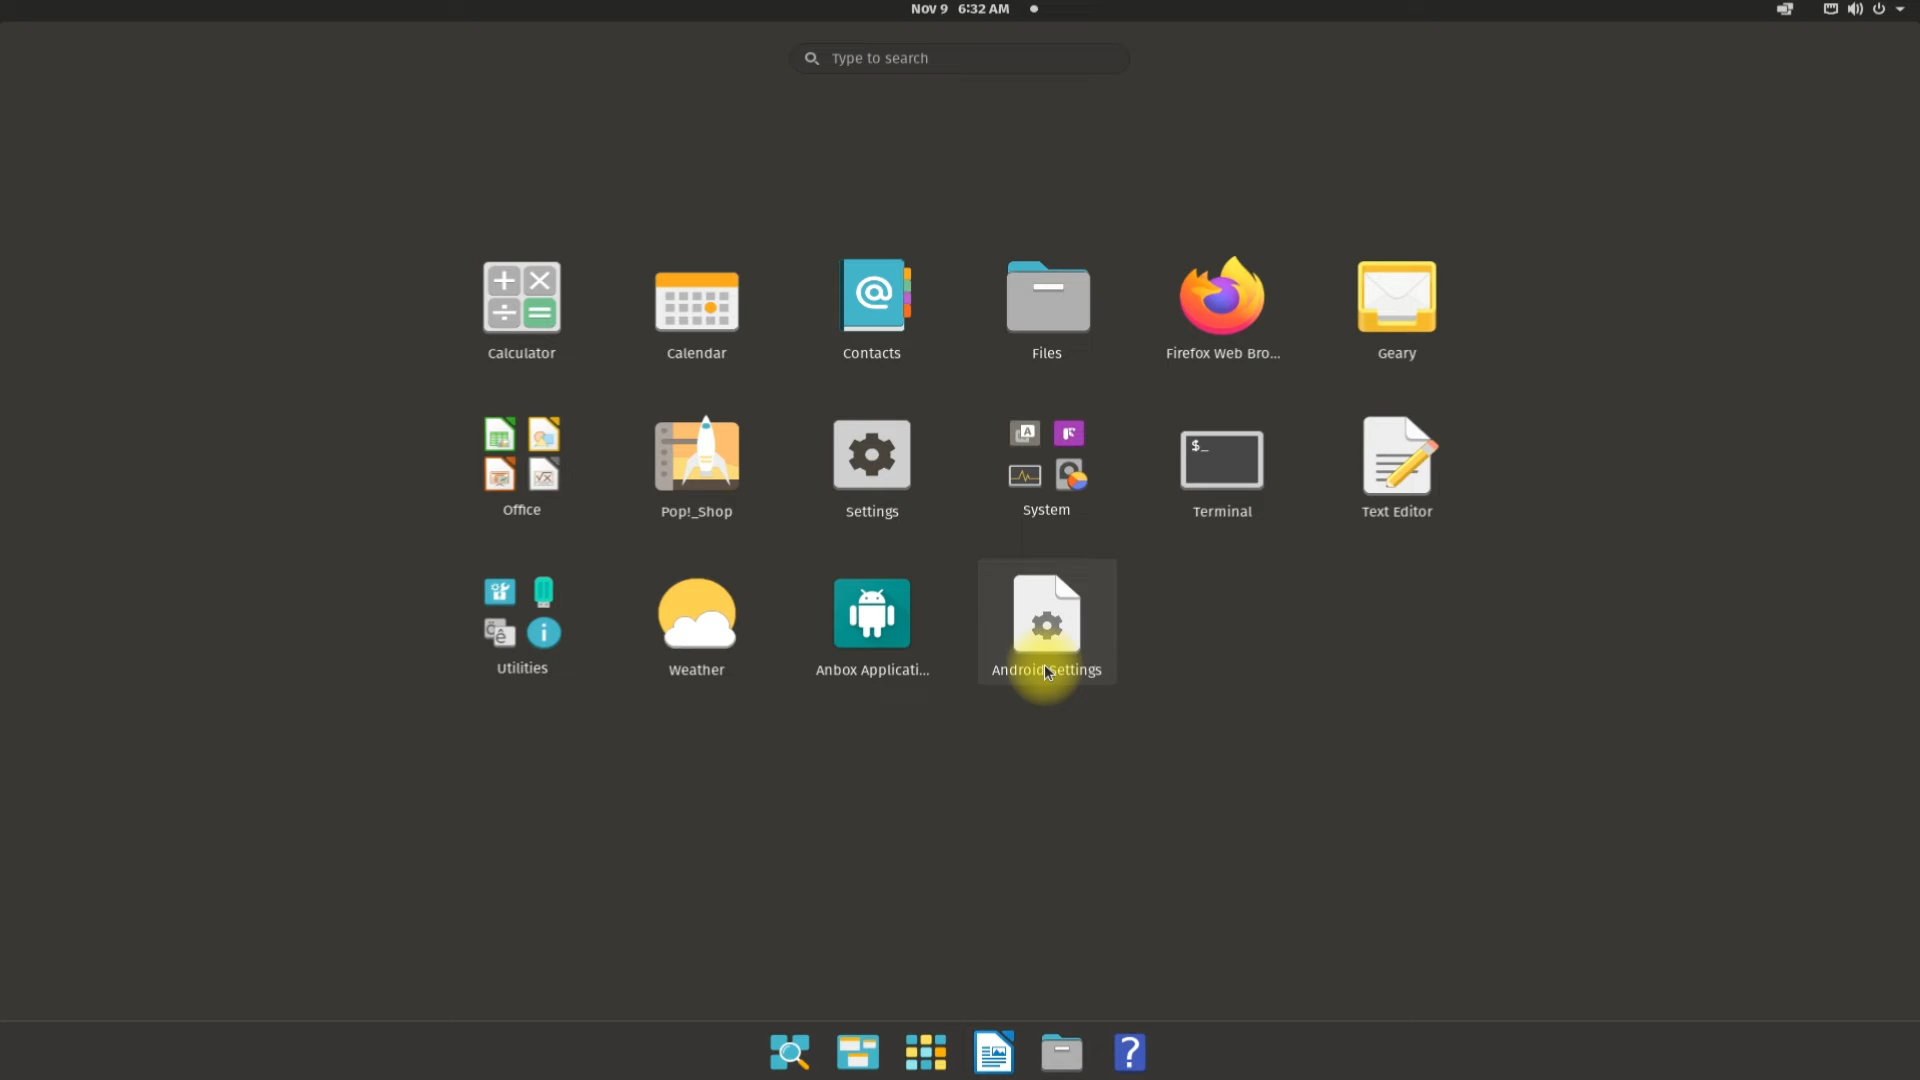 Nov 9 6:32 AM
Type to search
Calculator
Calendar
Contacts
Files
Firefox Web Bro...
Geary
$_
Office
Pop!_Shop
Settings
System
Terminal
Text Editor
Utilities
Weather
Anbox Applicati...
Android Settings